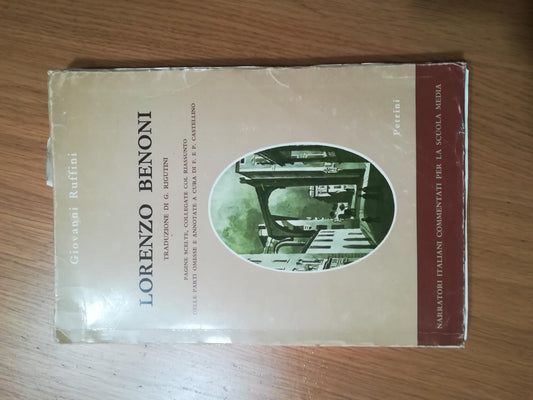 Giovanni Ruffini
LORENZO BENONI
TRADUZIONE DI G. RIGUTINI
PAGINE SCELTE, COLLEGATE COL RIASSUNTO
DELLE PARTI OMESSE E ANNOTATE A CURA DI F. E P. CASTELLINO
Petrini
NARRATORI ITALIANI COMMENTATI PER LA SCUOLA MEDIA